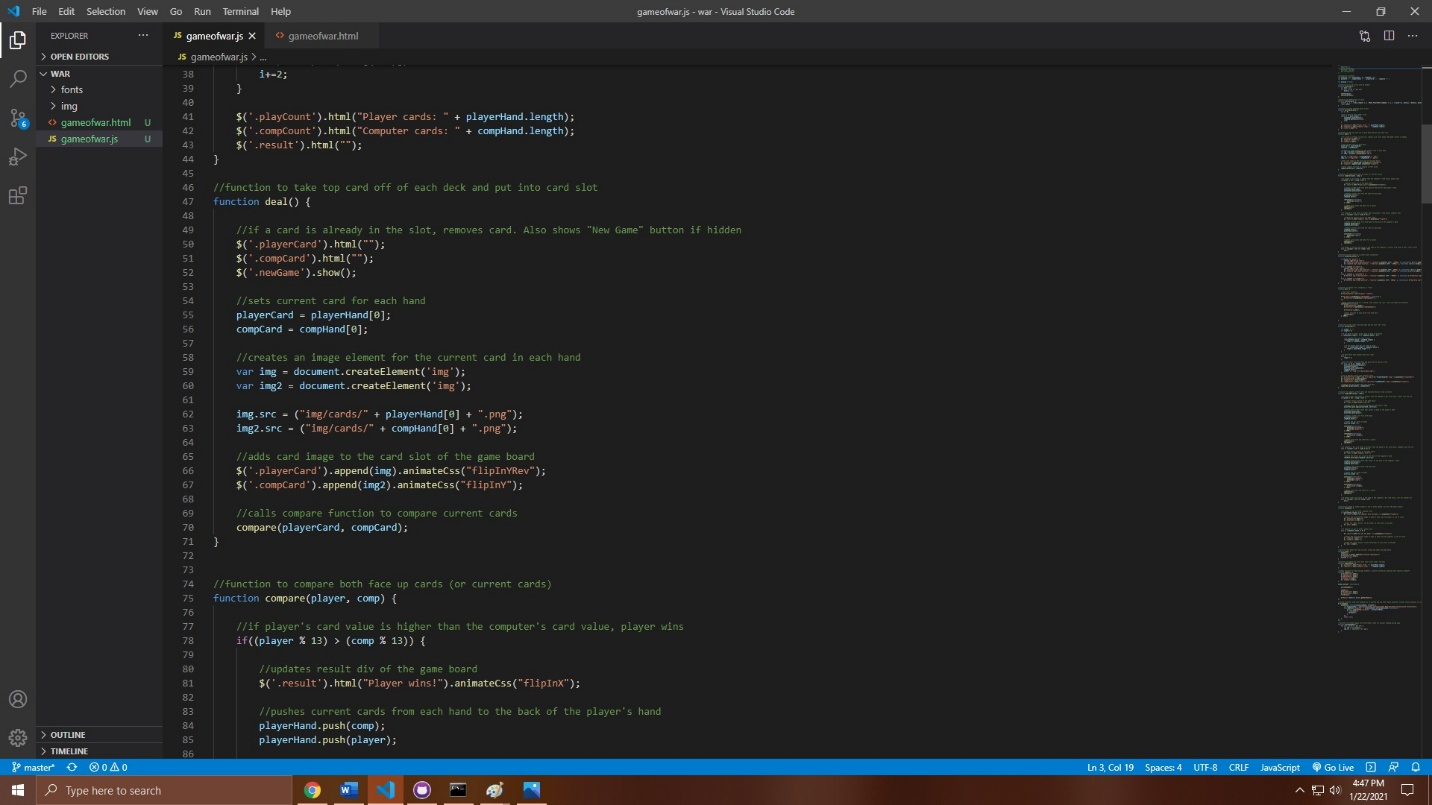 File Edit Selection View Go Run Terminal Help
gameofwar.js - war - Visual Studio Code
EXPLORER
gameofwar.js
gameofwar.html
OPEN EDITORS
JS gameofwar.js > ...
WAR
fonts
img
gameofwar.html U
JS gameofwar.js U
6
38 i+=2;
39 }
40
41 $('.playCount').html("Player cards: " + playerHand.length);
42 $('.compCount').html("Computer cards: " + compHand.length);
43 $('.result').html("");
44 }
45
46 //function to take top card off of each deck and put into card slot
47 function deal() {
48
49 //if a card is already in the slot, removes card. Also shows "New Game" button if hidden
50 $('.playerCard').html("");
51 $('.compCard').html("");
52 $('.newGame').show();
53
54 //sets current card for each hand
55 playerCard = playerHand[0];
56 compCard = compHand[0];
57
58 //creates an image element for the current card in each hand
59 var img = document.createElement('img');
60 var img2 = document.createElement('img');
61
62 img.src = ("img/cards/" + playerHand[0] + ".png");
63 img2.src = ("img/cards/" + compHand[0] + ".png");
64
65 //adds card image to the card slot of the game board
66 $('.playerCard').append(img).animateCss("flipInYRev");
67 $('.compCard').append(img2).animateCss("flipInY");
68
69 //calls compare function to compare current cards
70 compare(playerCard, compCard);
71 }
72
73
74 //function to compare both face up cards (or current cards)
75 function compare(player, comp) {
76
77 //if player's card value is higher than the computer's card value, player wins
78 if((player % 13) > (comp % 13)) {
79
80 //updates result div of the game board
81 $('.result').html("Player wins!").animateCss("flipInX");
82
83 //pushes current cards from each hand to the back of the player's hand
84 playerHand.push(comp);
85 playerHand.push(player);
86
OUTLINE
TIMELINE
master* 0 0
Ln 3, Col 19 Spaces: 4 UTF-8 CRLF JavaScript Go Live
Type here to search
4:47 PM
1/22/2021